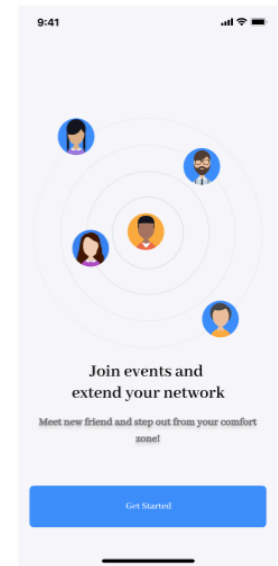 9:41
Join events and
extend your network
Meet new friend and step out from your comfort
zone!
Get Started